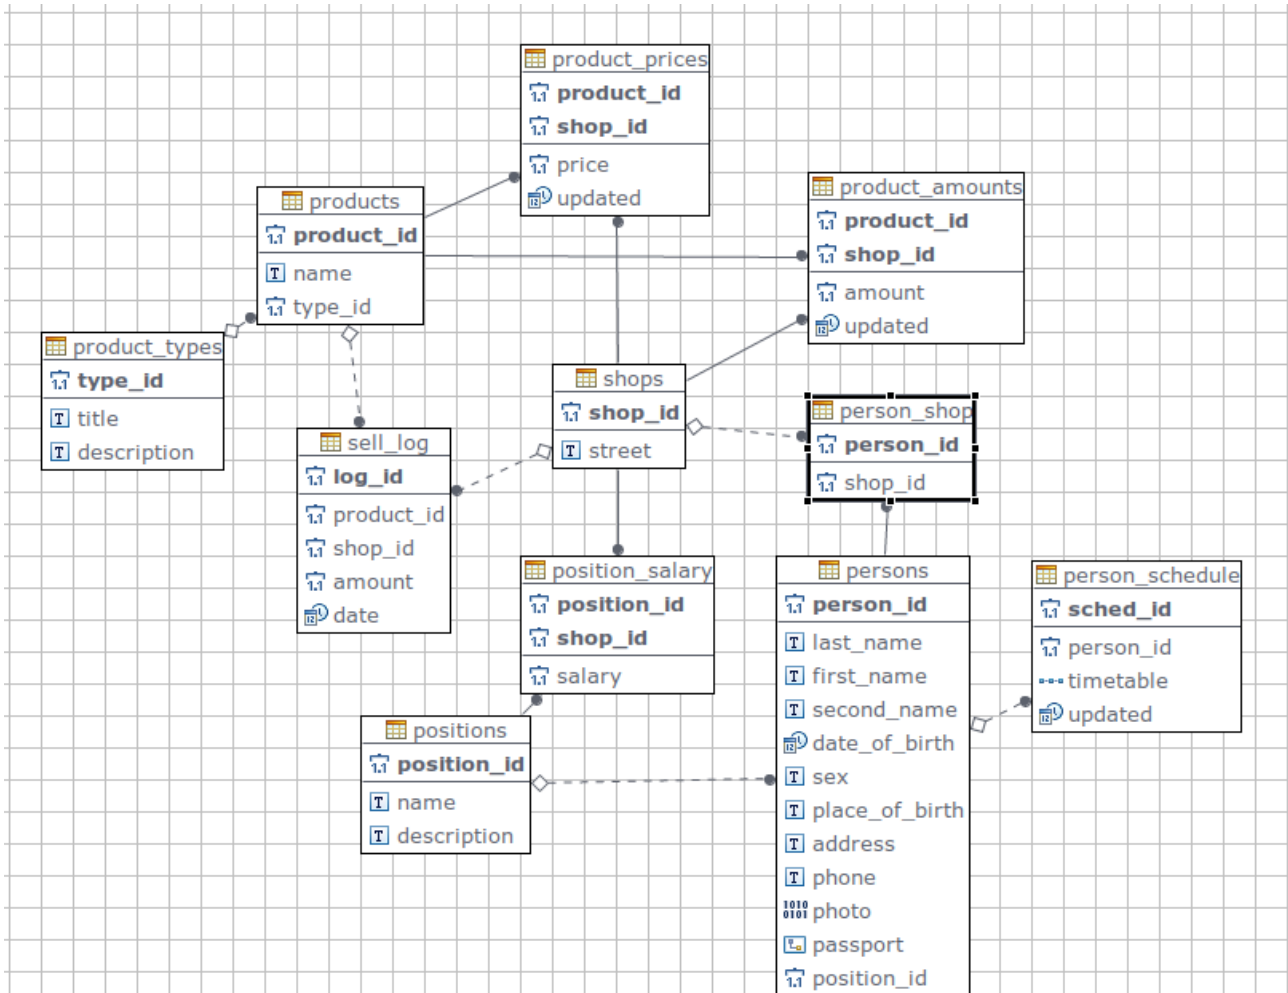 product_prices
product_id
shop_id
price
updated
products
product_id
name
type_id
product_amounts
product_id
shop_id
amount
updated
product_types
type_id
title
description
shops
shop_id
street
person_shop
person_id
shop_id
sell_log
log_id
product_id
shop_id
amount
date
position_salary
position_id
shop_id
salary
persons
person_id
last_name
first_name
second_name
date_of_birth
sex
place_of_birth
address
phone
photo
passport
position_id
person_schedule
sched_id
person_id
timetable
updated
positions
position_id
name
description